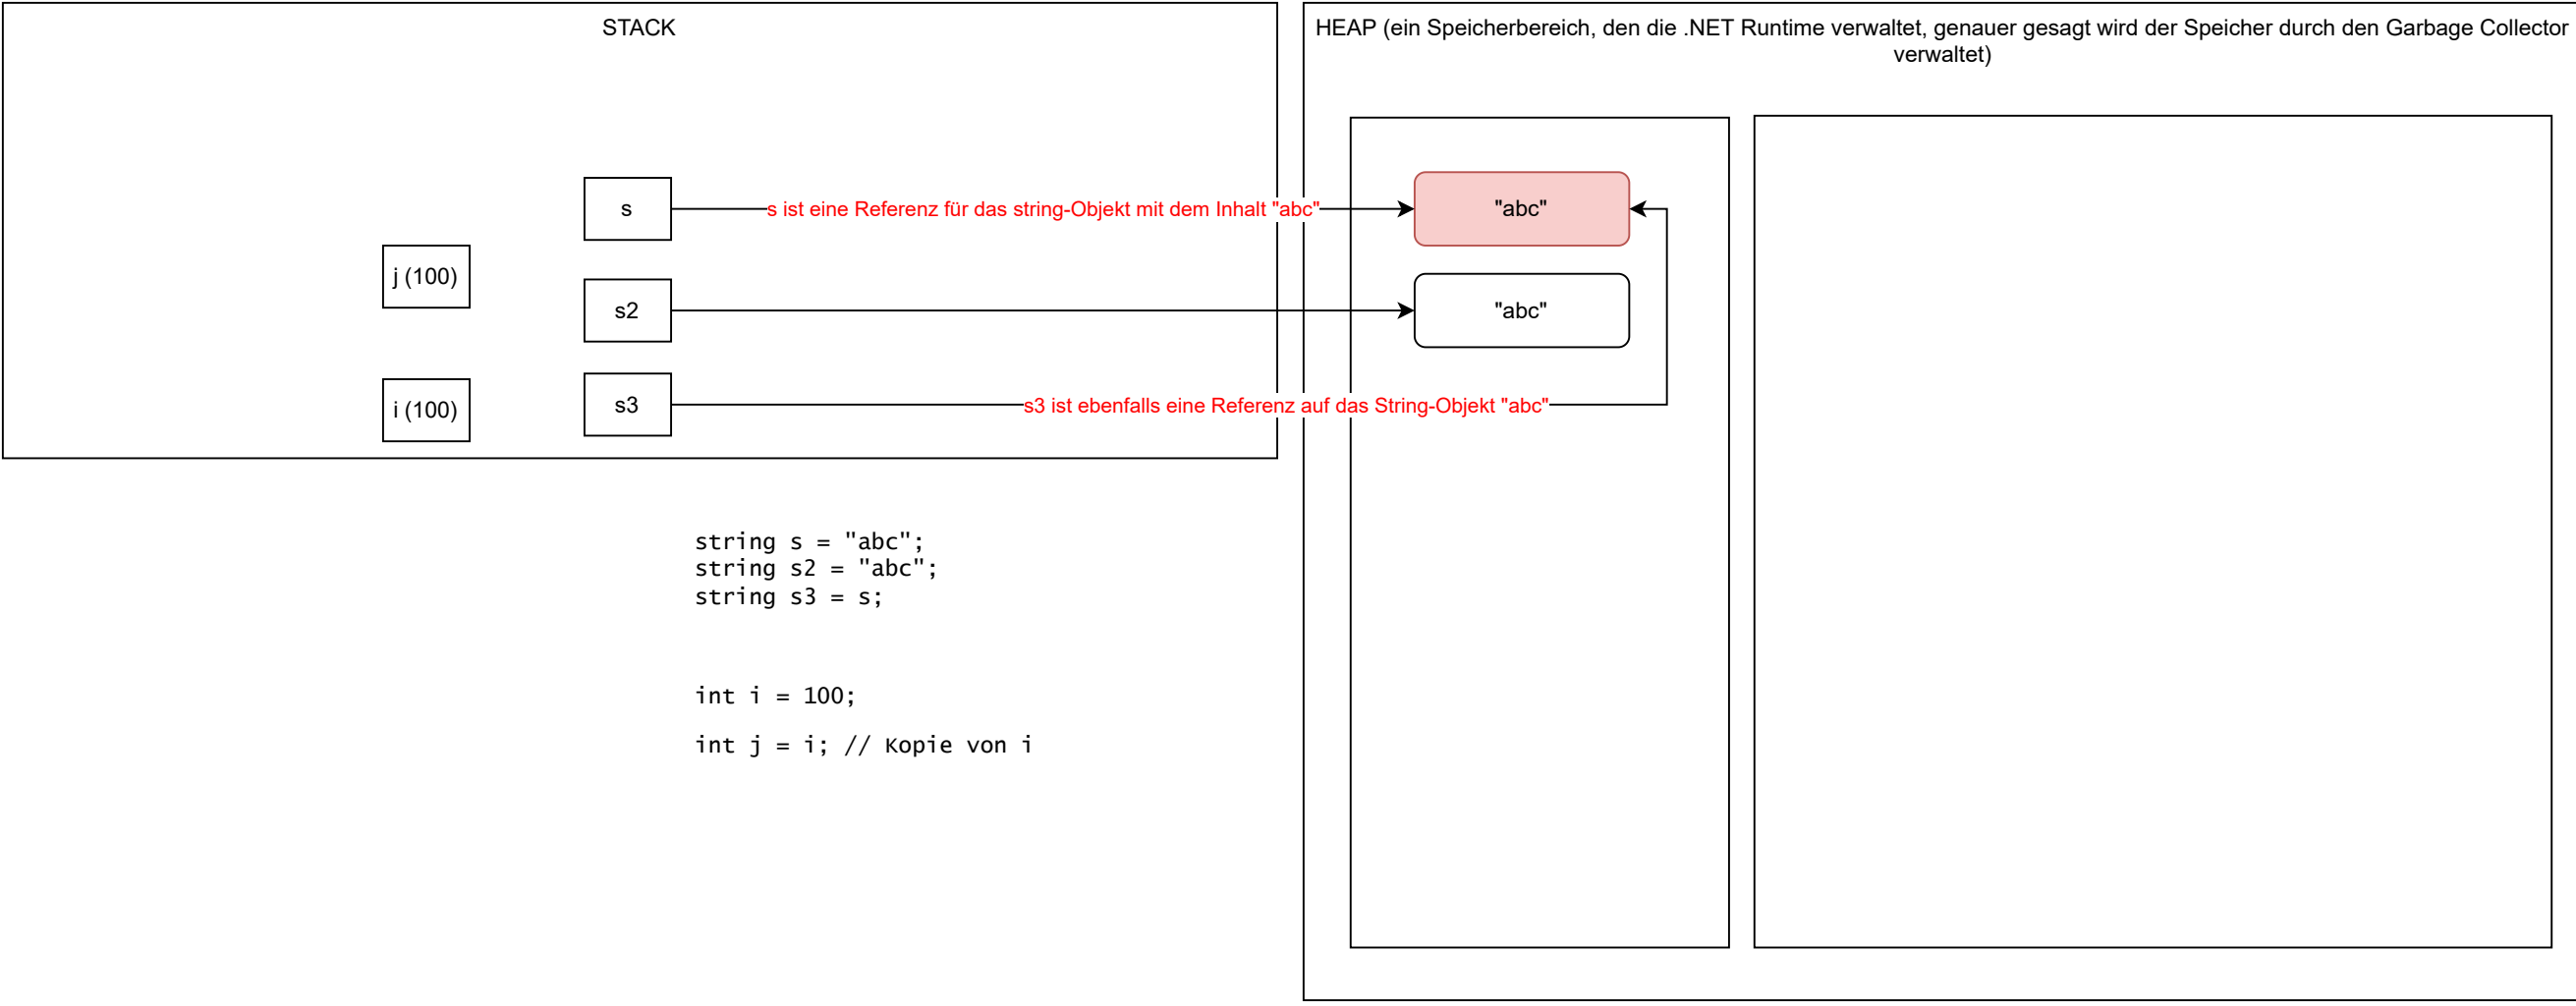 STACK
HEAP (ein Speicherbereich, den die .NET Runtime verwaltet, genauer gesagt wird der Speicher durch den Garbage Collector
verwaltet)
s
s ist eine Referenz für das string-Objekt mit dem Inhalt "abc"
"abc"
j (100)
s2
"abc"
i (100)
s3
s3 ist ebenfalls eine Referenz auf das String-Objekt "abc"
string s = "abc";
string s2 = "abc";
string s3 = s;
int i = 100;
int j = i; // Kopie von i